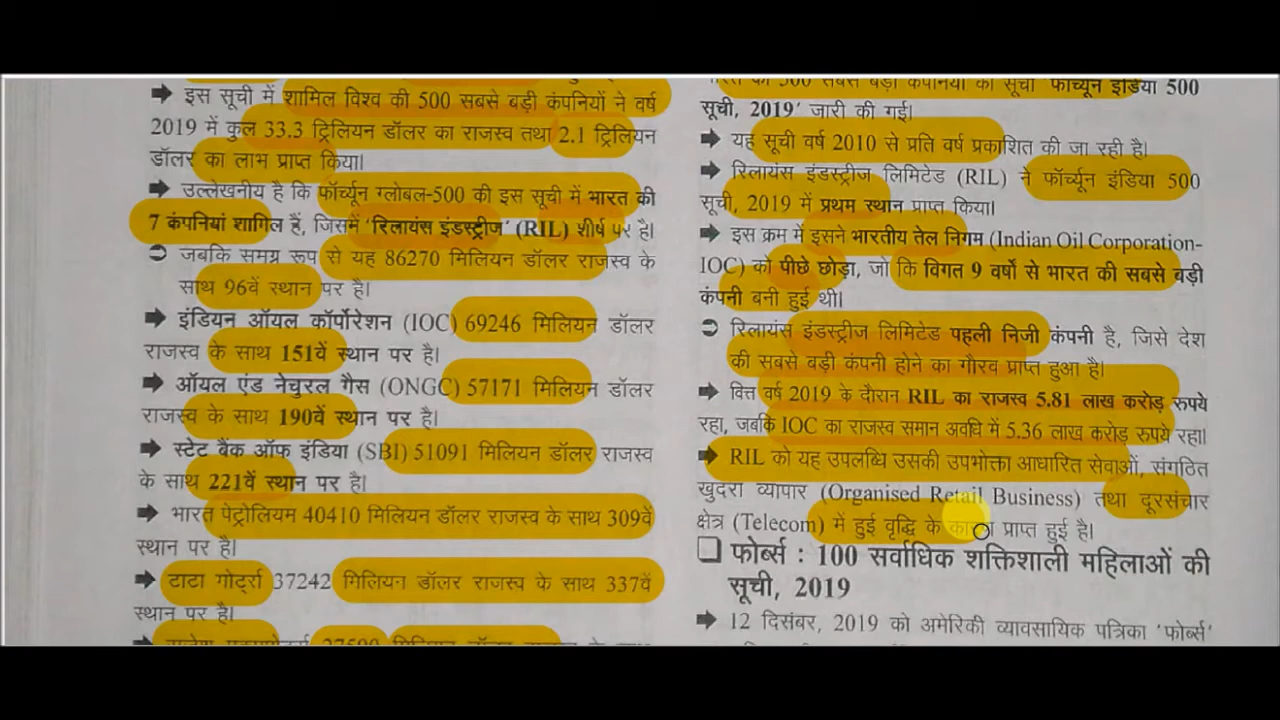 ➡ इस सूची में शामिल विश्व की 500 सबसे बड़ी कंपनियों ने वर्ष
2019 में कुल 33.3 ट्रिलियन डॉलर का राजस्व तथा 2.1 ट्रिलियन
डॉलर का लाभ प्राप्त किया।
➡ उल्लेखनीय है कि फॉर्च्यून ग्लोबल-500 की इस सूची में भारत की
7 कंपनियां शामिल हैं, जिसमें 'रिलायंस इंडस्ट्रीज' (RIL) शीर्ष पर है।
⮊ जबकि समग्र रूप से यह 86270 मिलियन डॉलर राजस्व के
साथ 96वें स्थान पर है।
➡ इंडियन ऑयल कॉर्पोरेशन (IOC) 69246 मिलियन डॉलर
राजस्व के साथ 151वें स्थान पर है।
➡ ऑयल एंड नेचुरल गैस (ONGC) 57171 मिलियन डॉलर
राजस्व के साथ 190वें स्थान पर है।
➡ स्टेट बैंक ऑफ इंडिया (SBI) 51091 मिलियन डॉलर राजस्व
के साथ 221वें स्थान पर है।
➡ भारत पेट्रोलियम 40410 मिलियन डॉलर राजस्व के साथ 309वें
स्थान पर है।
➡ टाटा मोटर्स 37242 मिलियन डॉलर राजस्व के साथ 337वें
स्थान पर है।
500 सबसे बड़ी कंपनियों की सूची 'फॉर्च्यून इंडिया 500
सूची, 2019' जारी की गई।
➡ यह सूची वर्ष 2010 से प्रति वर्ष प्रकाशित की जा रही है।
➡ रिलायंस इंडस्ट्रीज लिमिटेड (RIL) ने फॉर्च्यून इंडिया 500
सूची, 2019 में प्रथम स्थान प्राप्त किया।
➡ इस क्रम में इसने भारतीय तेल निगम (Indian Oil Corporation-
IOC) को पीछे छोड़ा, जो कि विगत 9 वर्षों से भारत की सबसे बड़ी
कंपनी बनी हुई थी।
⮊ रिलायंस इंडस्ट्रीज लिमिटेड पहली निजी कंपनी है, जिसे देश
की सबसे बड़ी कंपनी होने का गौरव प्राप्त हुआ है।
➡ वित्त वर्ष 2019 के दौरान RIL का राजस्व 5.81 लाख करोड़ रुपये
रहा, जबकि IOC का राजस्व समान अवधि में 5.36 लाख करोड़ रुपये रहा।
➡ RIL को यह उपलब्धि उसकी उपभोक्ता आधारित सेवाओं, संगठित
खुदरा व्यापार (Organised Retail Business) तथा दूरसंचार
क्षेत्र (Telecom) में हुई वृद्धि के कारण प्राप्त हुई है।
❑ फोर्ब्स : 100 सर्वाधिक शक्तिशाली महिलाओं की
सूची, 2019
➡ 12 दिसंबर, 2019 को अमेरिकी व्यावसायिक पत्रिका 'फोर्ब्स'